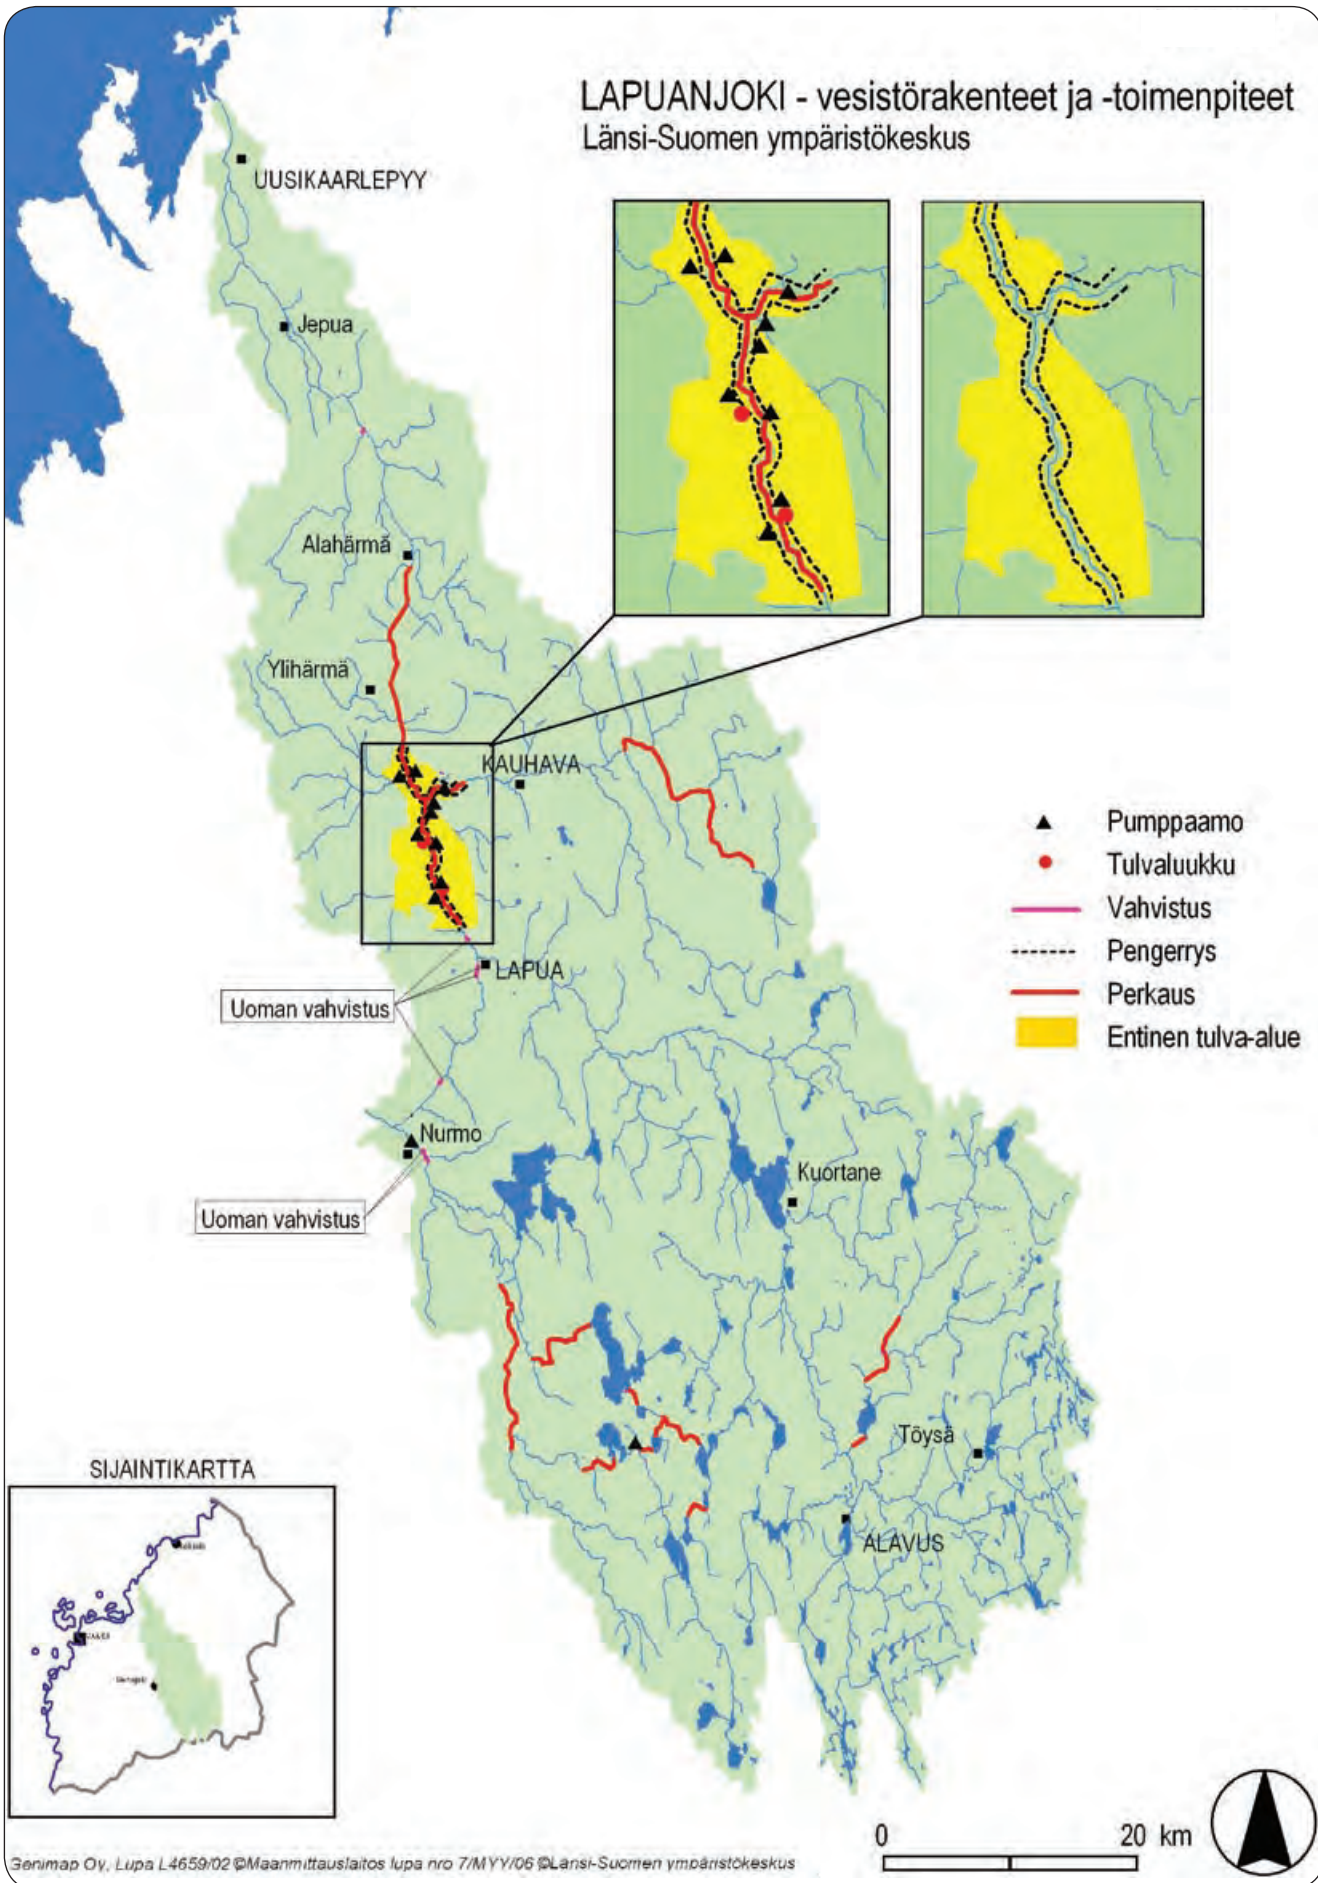 LAPUANJOKI - vesistörakenteet ja -toimenpiteet
Länsi-Suomen ympäristökeskus
UUSIKAARLEPYY
Jepua
Alahärmä
Ylihärmä
KAUHAVA
LAPUA
Uoman vahvistus
Nurmo
Uoman vahvistus
Kuortane
Töysä
ALAVUS
Pumppaamo
Tulvaluukku
Vahvistus
Pengerrys
Perkaus
Entinen tulva-alue
SIJAINTIKARTTA
0 20 km
Genimap Oy, Lupa L4659/02 ©Maanmittauslaitos lupa nro 7/MYY/06 ©Länsi-Suomen ympäristökeskus